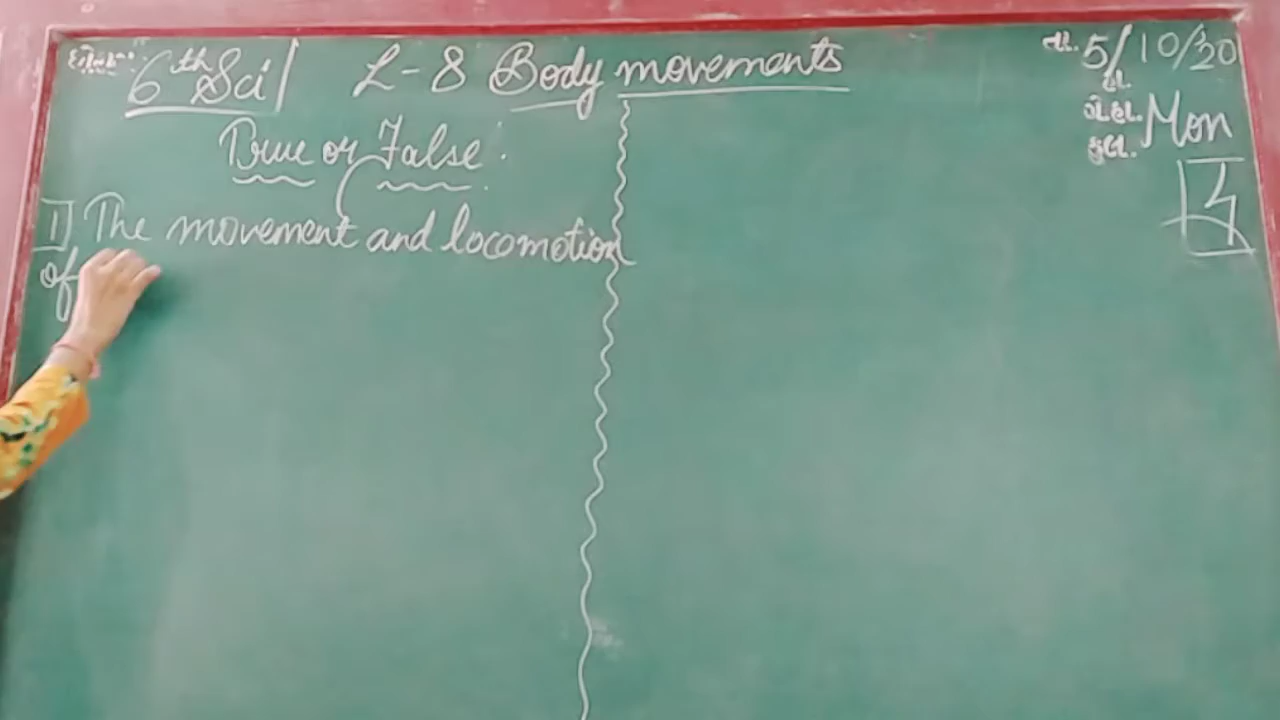 6th Sci L-8 Body movements
તા. 5/10/20
True or False.
વાર. Mon
1 The movement and locomotion
of